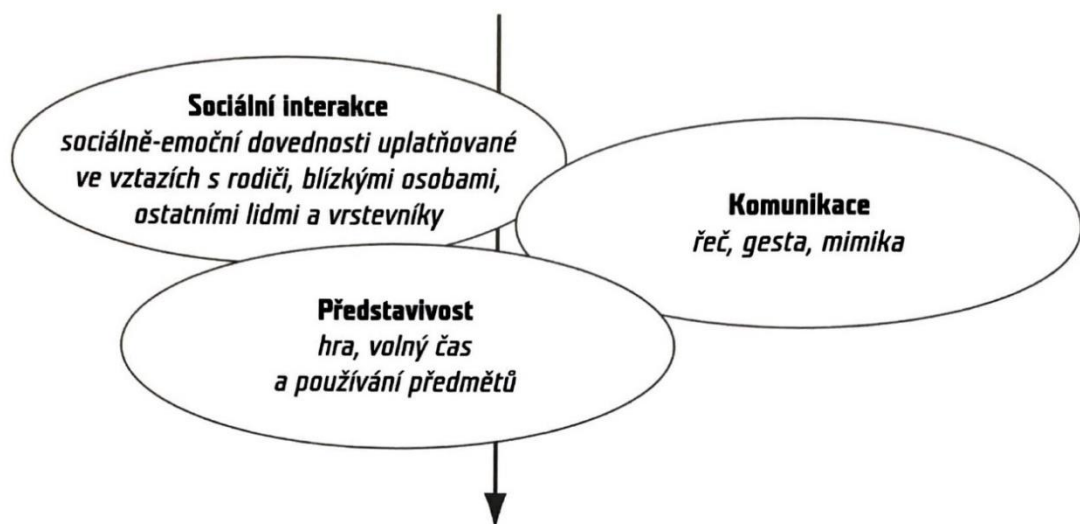 Sociální interakce
sociálně-emoční dovednosti uplatňované
ve vztazích s rodiči, blízkými osobami,
ostatními lidmi a vrstevníky
Komunikace
řeč, gesta, mimika
Představivost
hra, volný čas
a používání předmětů